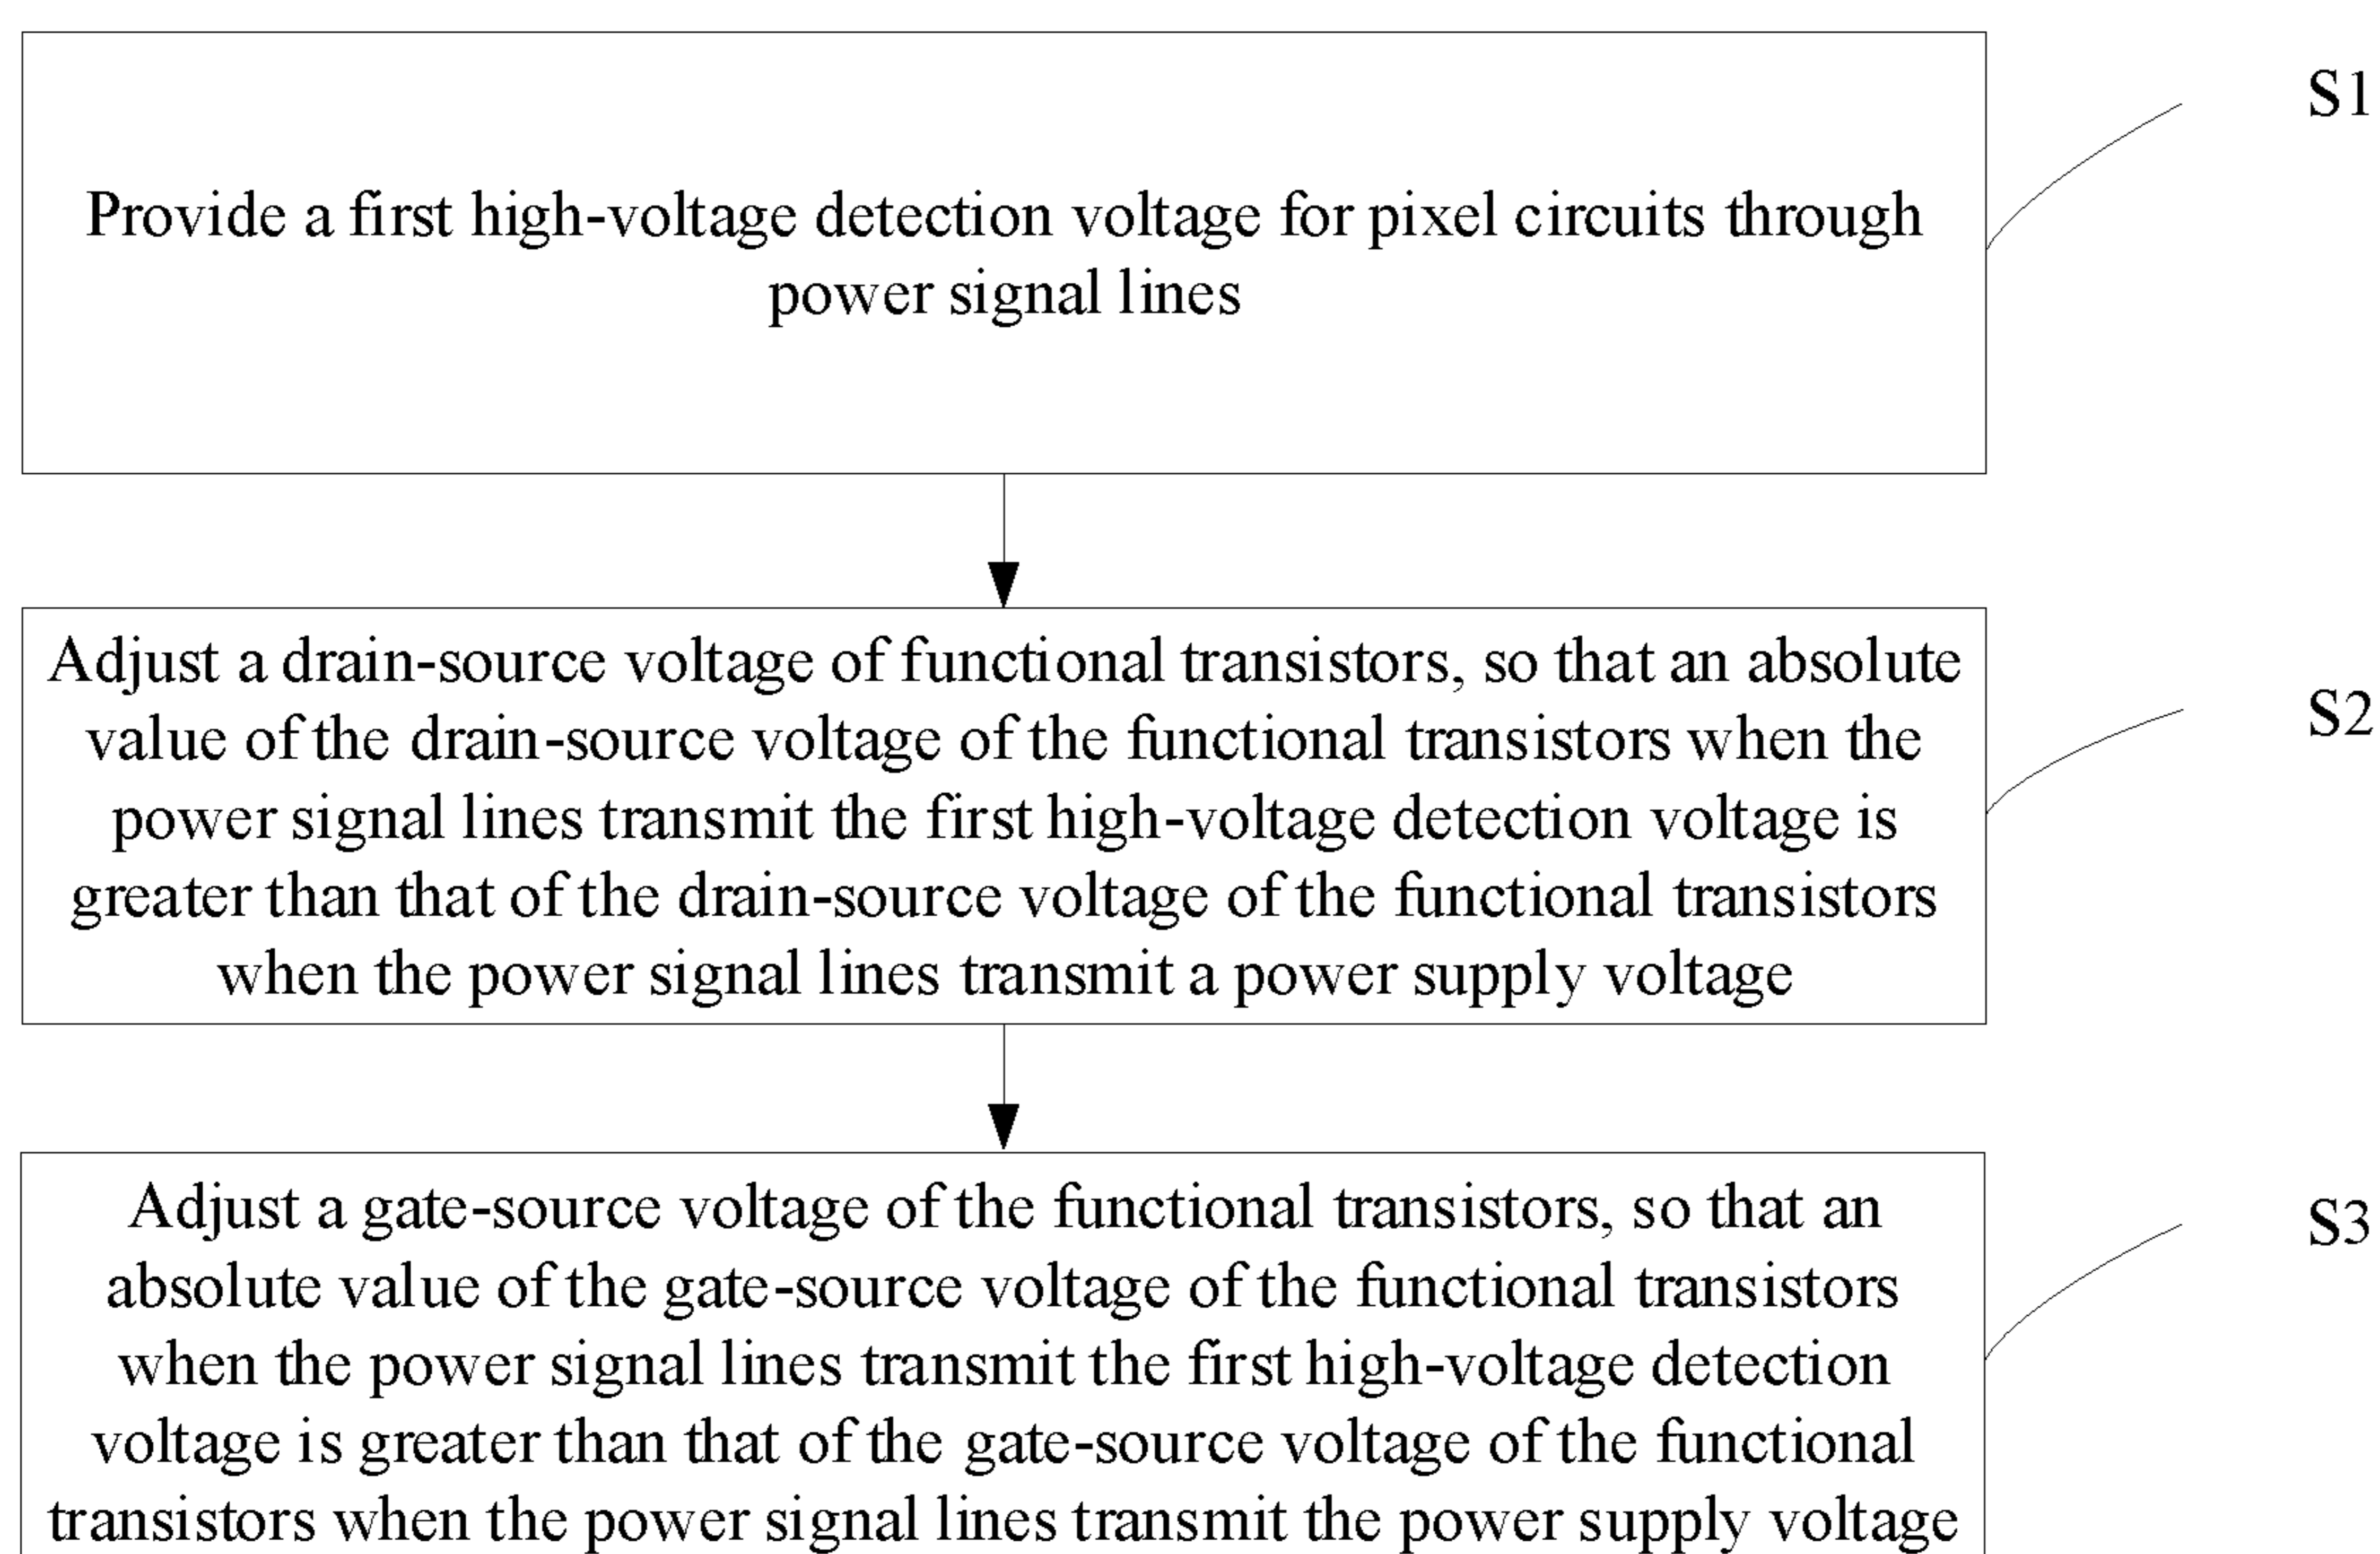 S1
Provide a first high-voltage detection voltage for pixel circuits through
power signal lines
Adjust a drain-source voltage of functional transistors, so that an absolute
value of the drain-source voltage of the functional transistors when the
power signal lines transmit the first high-voltage detection voltage is
greater than that of the drain-source voltage of the functional transistors
when the power signal lines transmit a power supply voltage
S2
Adjust a gate-source voltage of the functional transistors, so that an
absolute value of the gate-source voltage of the functional transistors
when the power signal lines transmit the first high-voltage detection
voltage is greater than that of the gate-source voltage of the functional
transistors when the power signal lines transmit the power supply voltage
S3